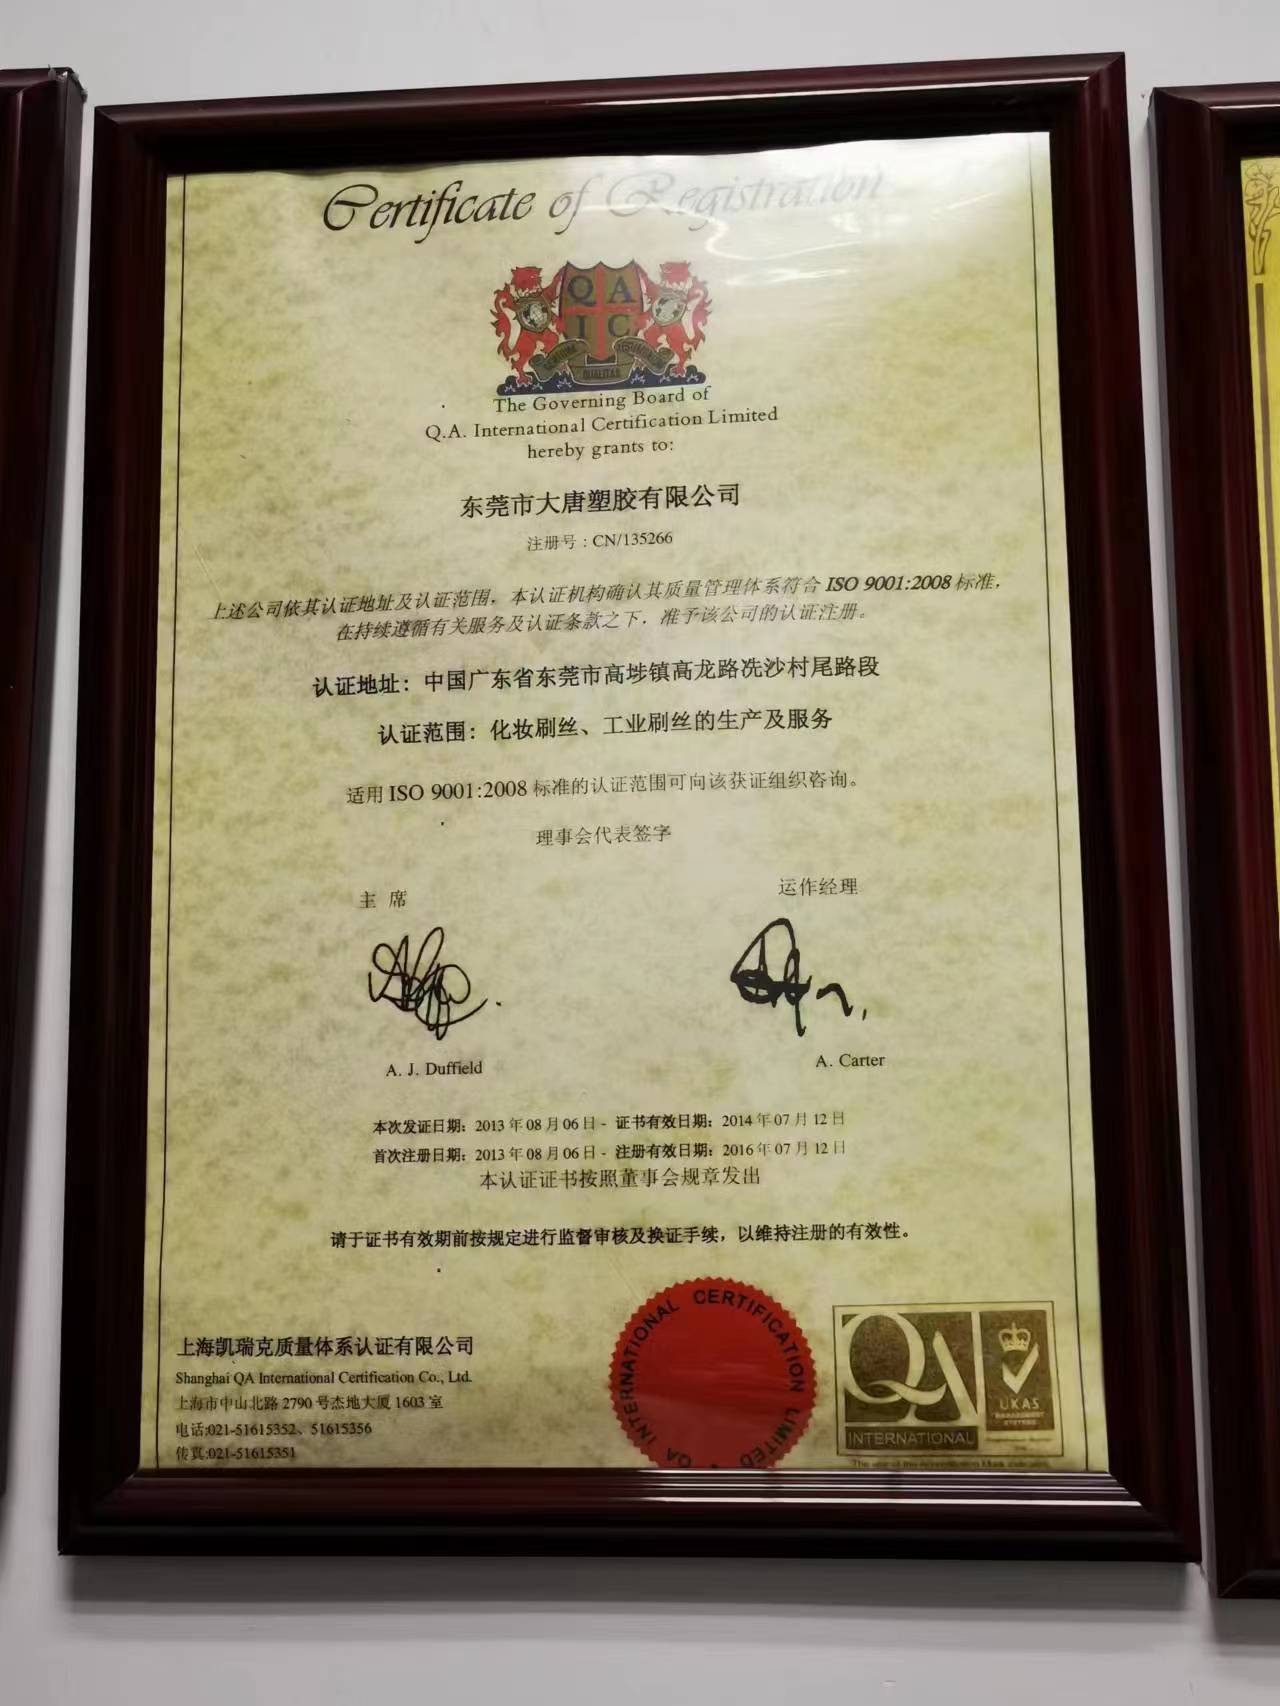 Certificate of Registration
QA
IC
QUALITAS
The Governing Board of
Q.A. International Certification Limited
hereby grants to:
东莞市大唐塑胶有限公司
注册号：CN/135266
上述公司依其认证地址及认证范围，本认证机构确认其质量管理体系符合 ISO 9001:2008 标准，
在持续遵循有关服务及认证条款之下，准予该公司的认证注册。
认证地址：中国广东省东莞市高埗镇高龙路冼沙村尾路段
认证范围：化妆刷丝、工业刷丝的生产及服务
适用 ISO 9001:2008 标准的认证范围可向该获证组织咨询。
理事会代表签字
主 席 运作经理
A. J. Duffield A. Carter
本次发证日期：2013 年 08 月 06 日 - 证书有效日期：2014 年 07 月 12 日
首次注册日期：2013 年 08 月 06 日 - 注册有效日期：2016 年 07 月 12 日
本认证证书按照董事会规章发出
请于证书有效期前按规定进行监督审核及换证手续，以维持注册的有效性。
上海凯瑞克质量体系认证有限公司
Shanghai QA International Certification Co., Ltd.
上海市中山北路 2790 号杰地大厦 1603 室
电话:021-51615352、51615356
传真:021-51615351
QA INTERNATIONAL CERTIFICATION LIMITED
QA
INTERNATIONAL
UKAS
MANAGEMENT
SYSTEMS